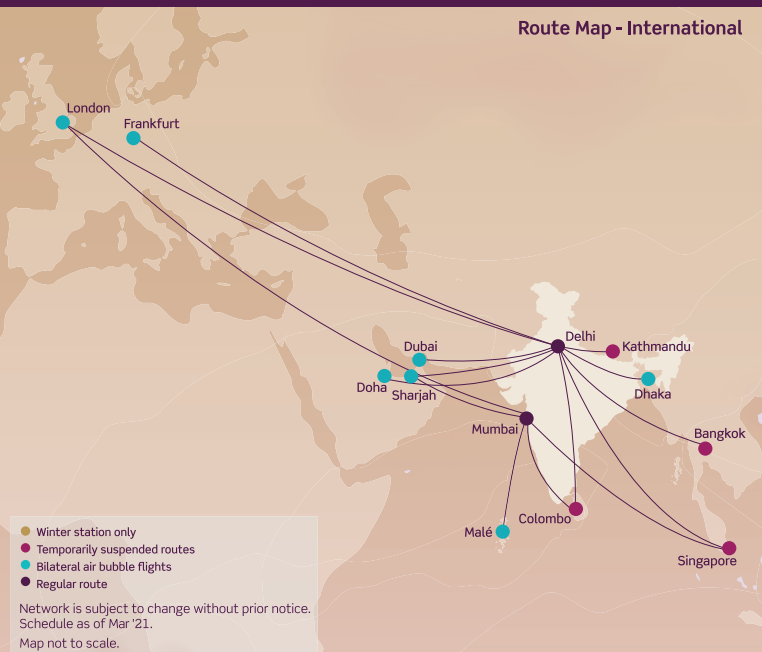 Route Map - International
London
Frankfurt
Dubai
Doha
Sharjah
Delhi
Kathmandu
Dhaka
Mumbai
Bangkok
Colombo
Malé
Singapore
Winter station only
Temporarily suspended routes
Bilateral air bubble flights
Regular route
Network is subject to change without prior notice.
Schedule as of Mar '21.
Map not to scale.